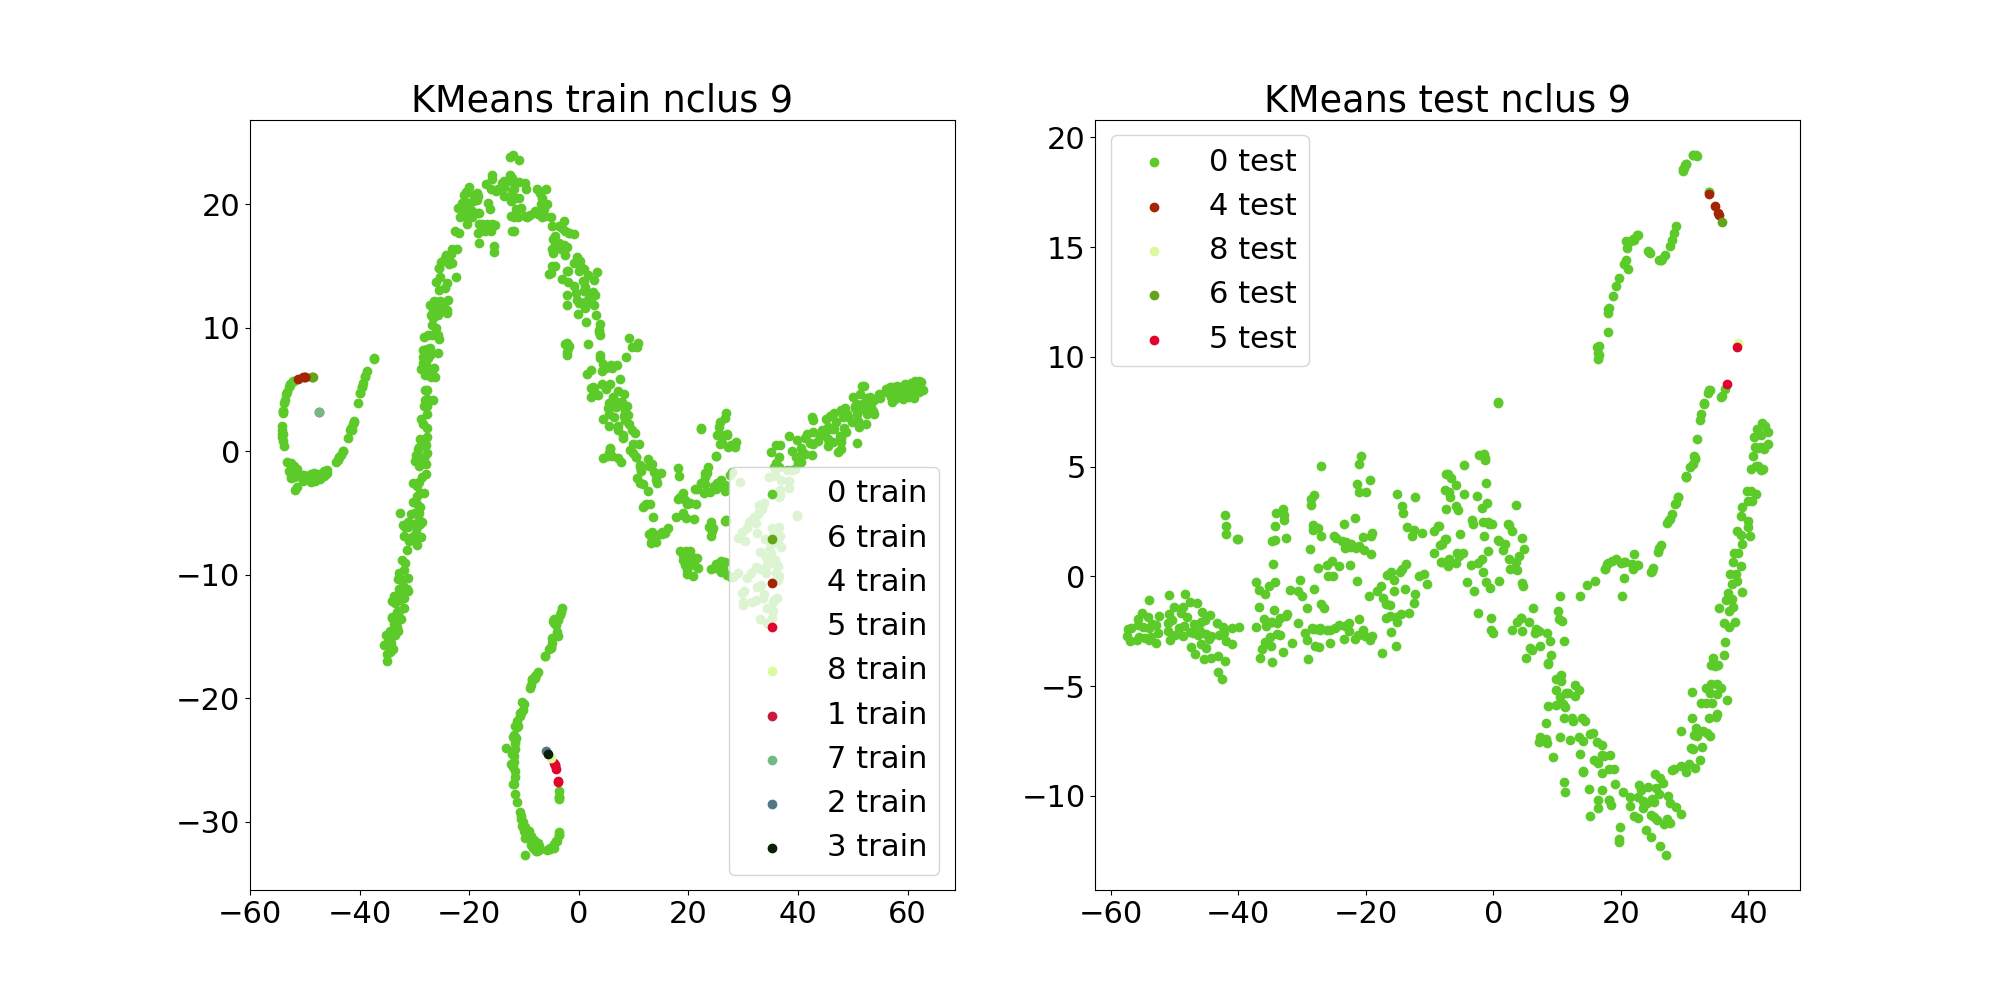 KMeans train nclus 9
20
10
0
−10
−20
−30
−60
−40
−20
0
20
40
60
0 train
6 train
4 train
5 train
8 train
1 train
7 train
2 train
3 train
KMeans test nclus 9
20
15
10
5
0
−5
−10
−60
−40
−20
0
20
40
0 test
4 test
8 test
6 test
5 test